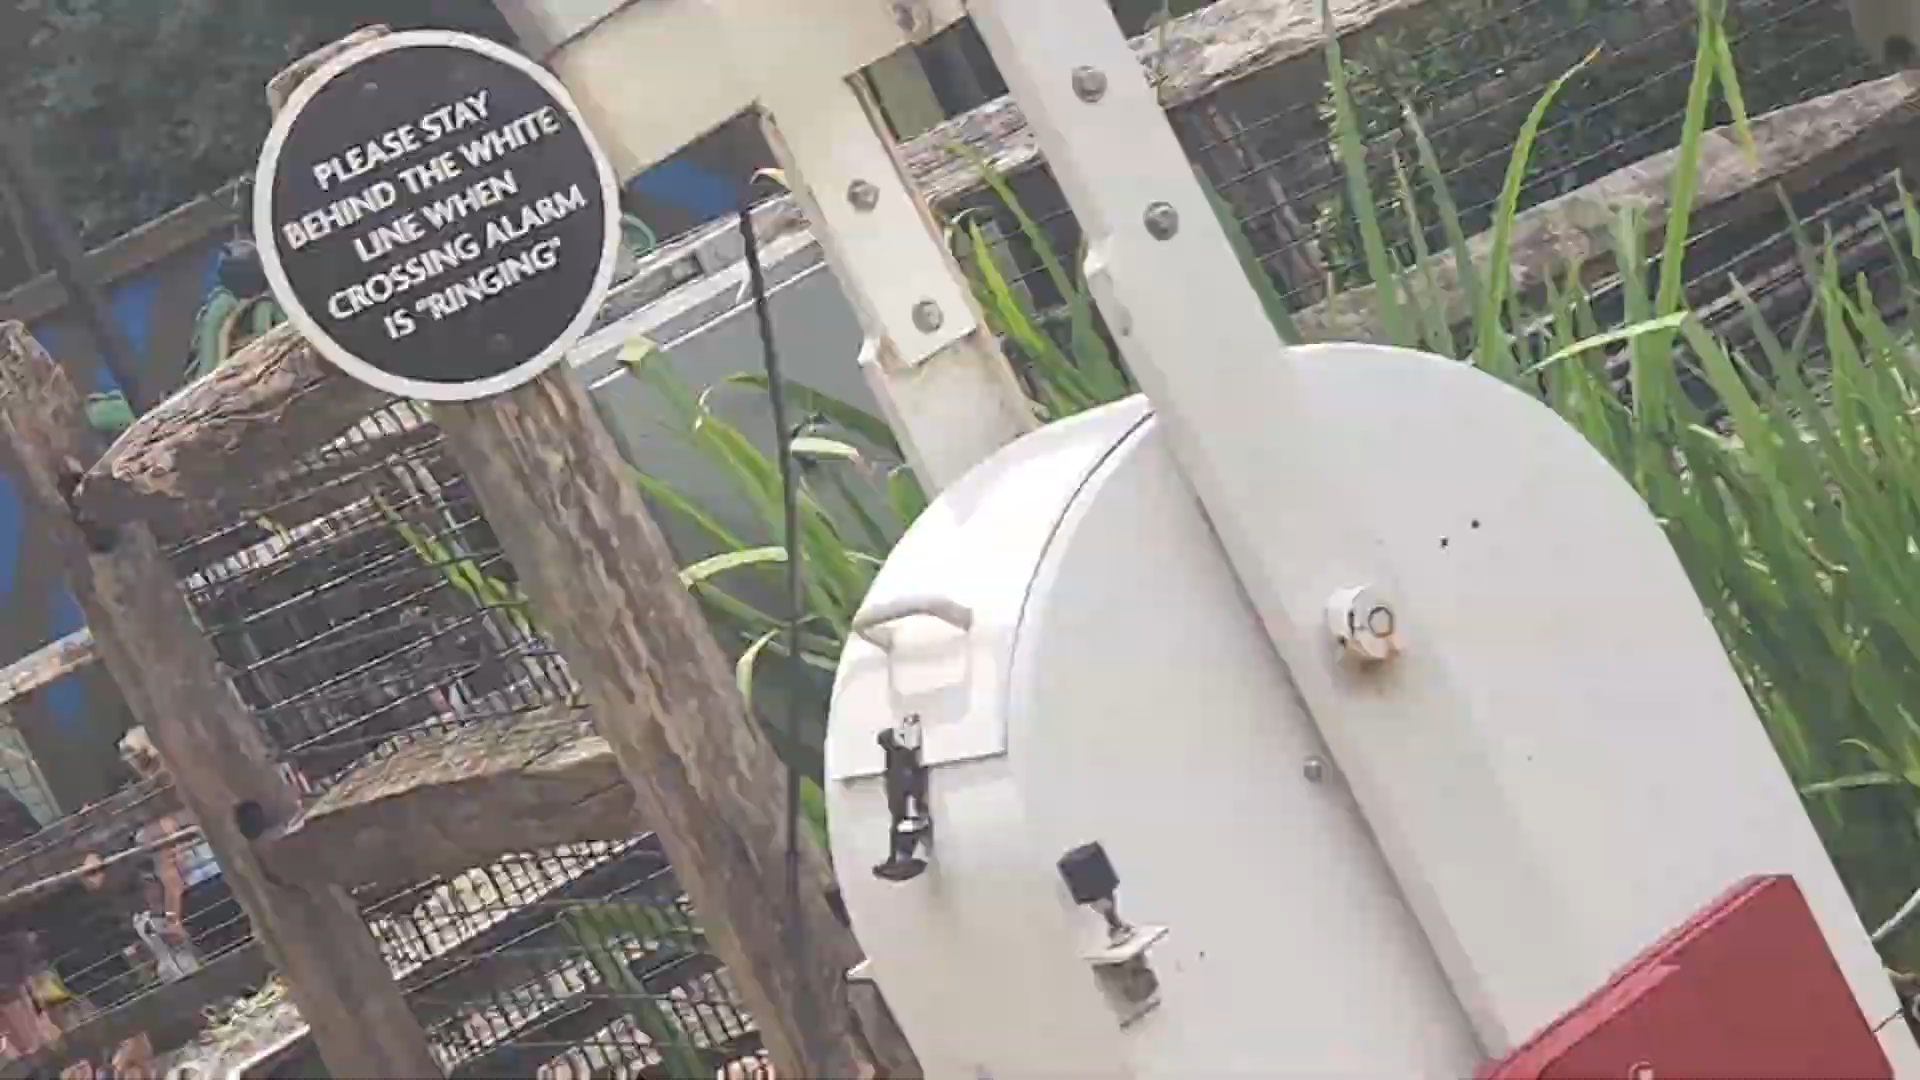 PLEASE STAY
BEHIND THE WHITE
LINE WHEN
CROSSING ALARM
IS "RINGING"